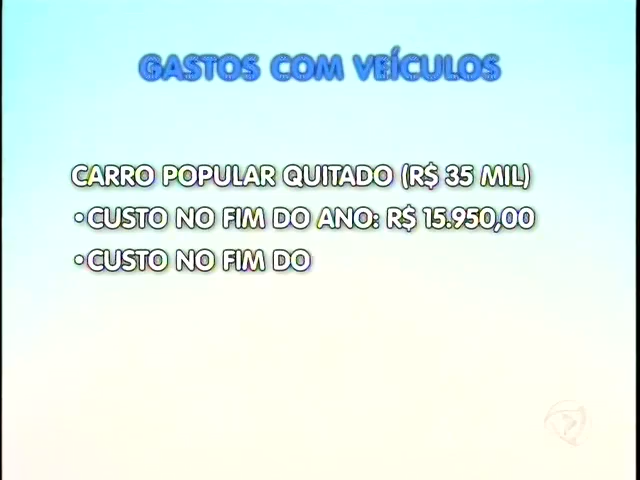 GASTOS COM VEÍCULOS
CARRO POPULAR QUITADO (R$ 35 MIL)
•CUSTO NO FIM DO ANO: R$ 15.950,00
•CUSTO NO FIM DO